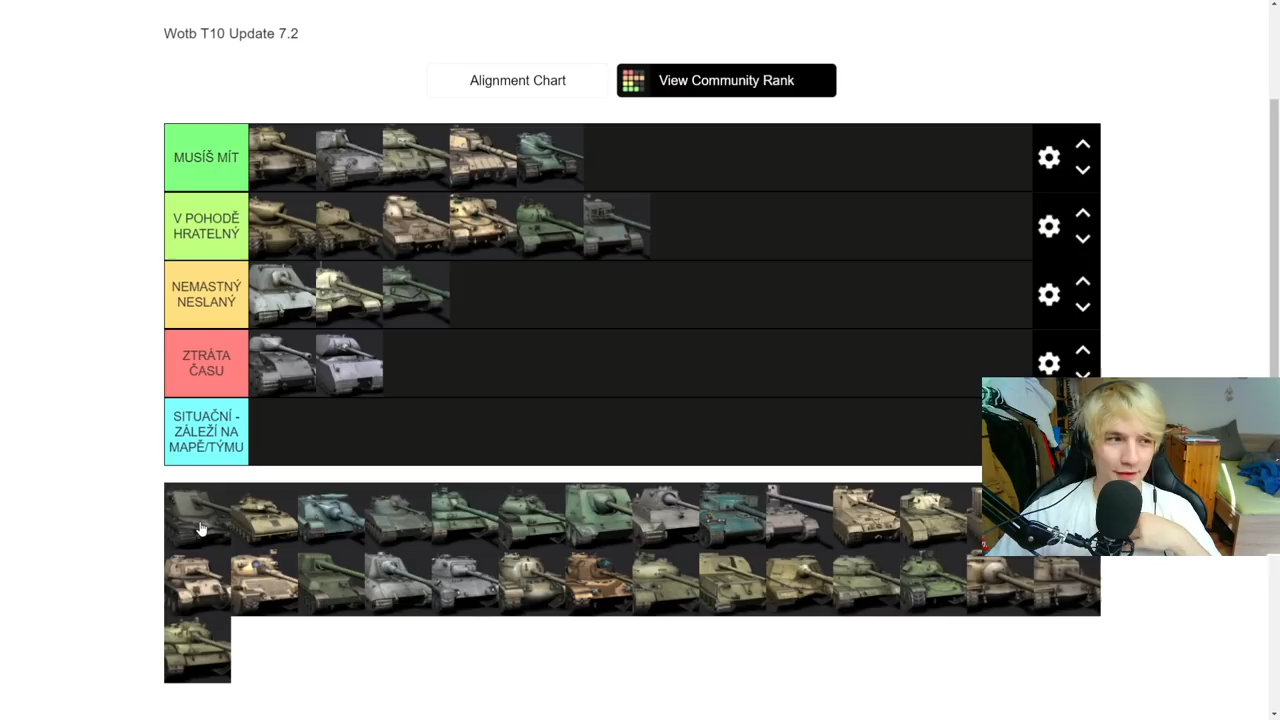 Wotb T10 Update 7.2
Alignment Chart
View Community Rank
MUSÍŠ MÍT
V POHODĚ
HRATELNÝ
NEMASTNÝ
NESLANÝ
ZTRÁTA
ČASU
SITUAČNÍ -
ZÁLEŽÍ NA
MAPĚ/TÝMU